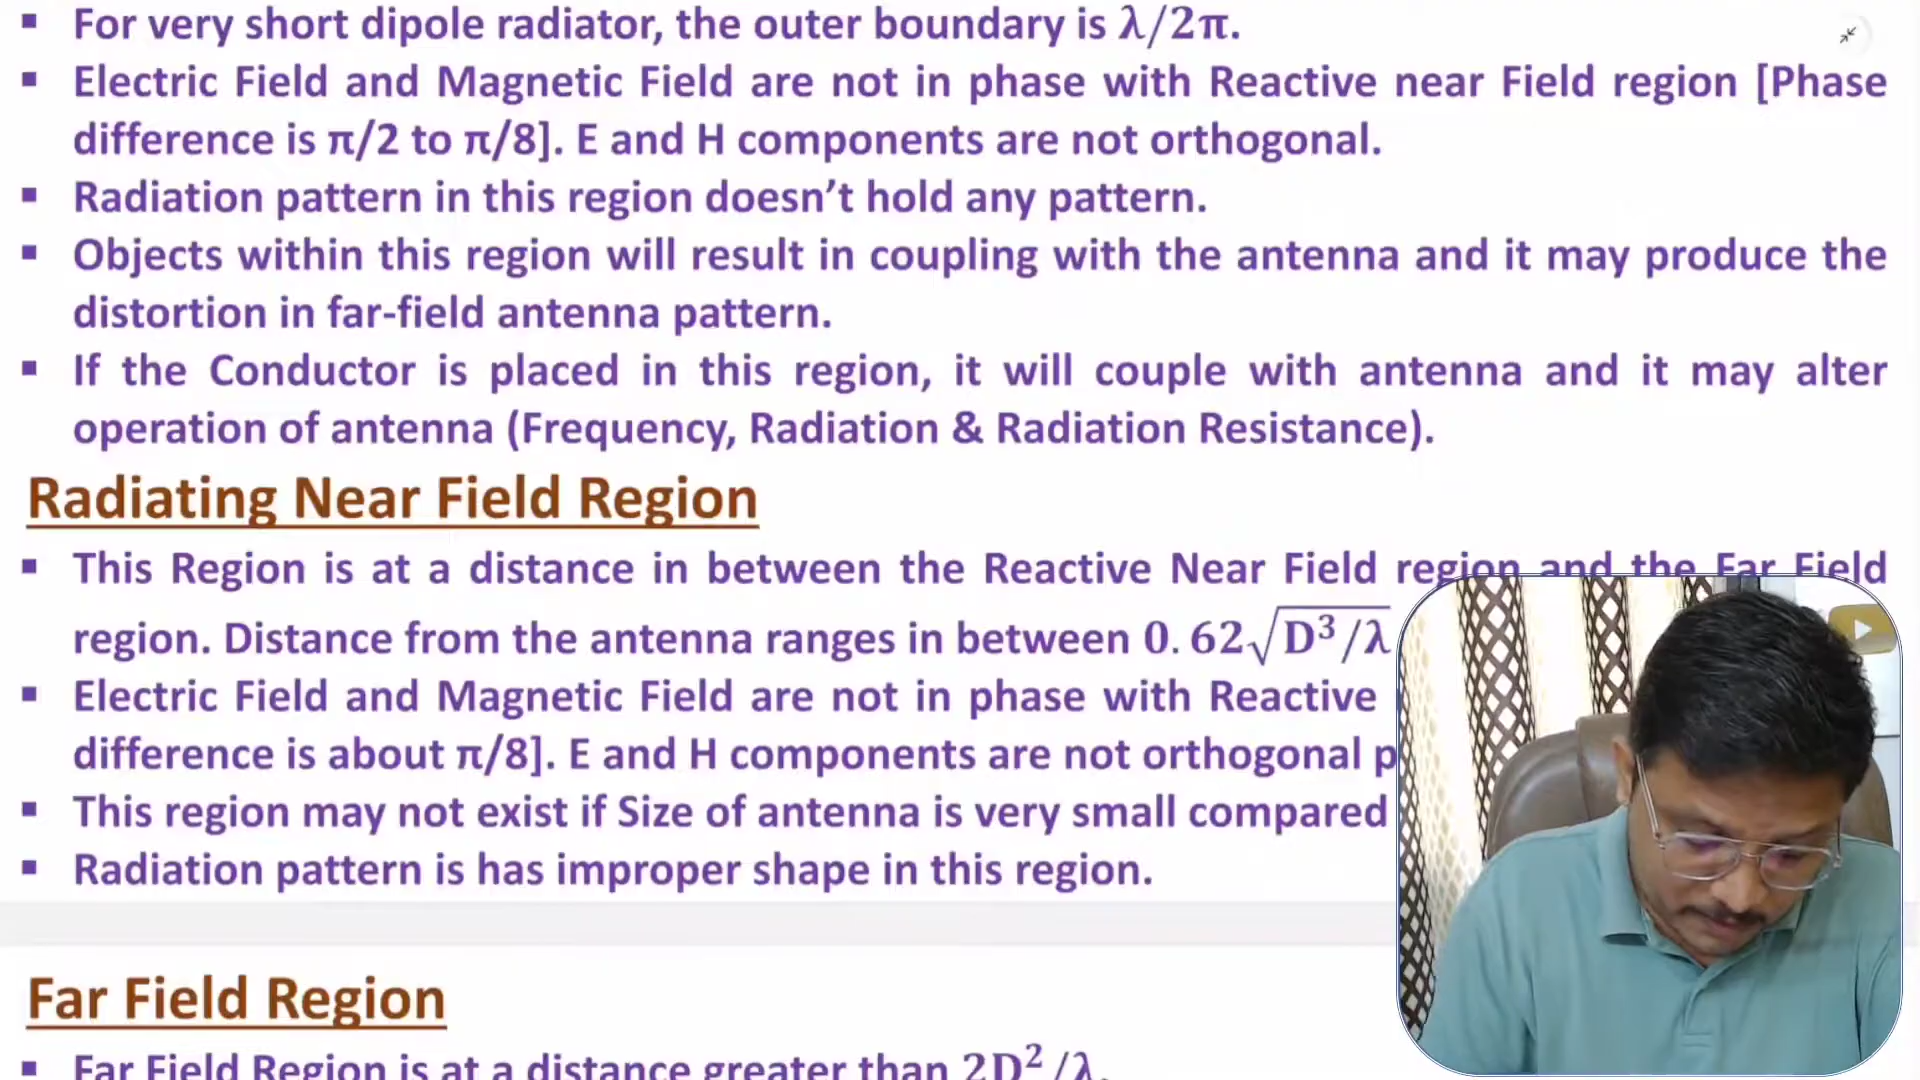 ▪ For very short dipole radiator, the outer boundary is λ/2π.
▪ Electric Field and Magnetic Field are not in phase with Reactive near Field region [Phase
difference is π/2 to π/8]. E and H components are not orthogonal.
▪ Radiation pattern in this region doesn’t hold any pattern.
▪ Objects within this region will result in coupling with the antenna and it may produce the
distortion in far-field antenna pattern.
▪ If the Conductor is placed in this region, it will couple with antenna and it may alter
operation of antenna (Frequency, Radiation & Radiation Resistance).
Radiating Near Field Region
▪ This Region is at a distance in between the Reactive Near Field region and the Far Field
region. Distance from the antenna ranges in between 0.62√D³/λ
▪ Electric Field and Magnetic Field are not in phase with Reactive
difference is about π/8]. E and H components are not orthogonal p
▪ This region may not exist if Size of antenna is very small compared
▪ Radiation pattern is has improper shape in this region.
Far Field Region
▪ Far Field Region is at a distance greater than 2D²/λ.